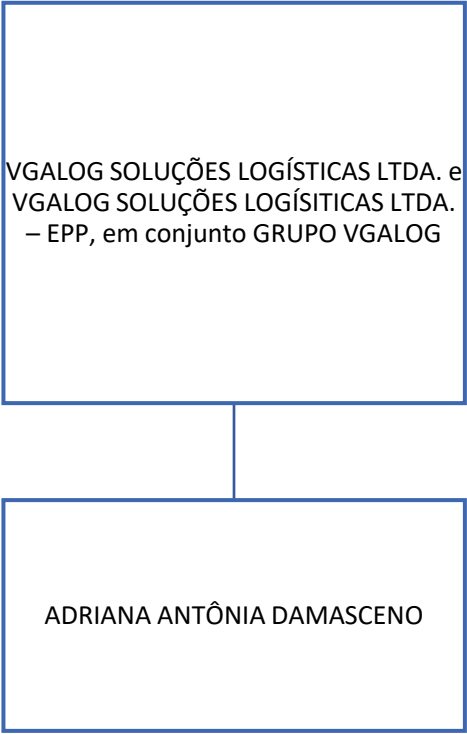 VGALOG SOLUÇÕES LOGÍSTICAS LTDA. e
VGALOG SOLUÇÕES LOGÍSITICAS LTDA.
– EPP, em conjunto GRUPO VGALOG
ADRIANA ANTÔNIA DAMASCENO